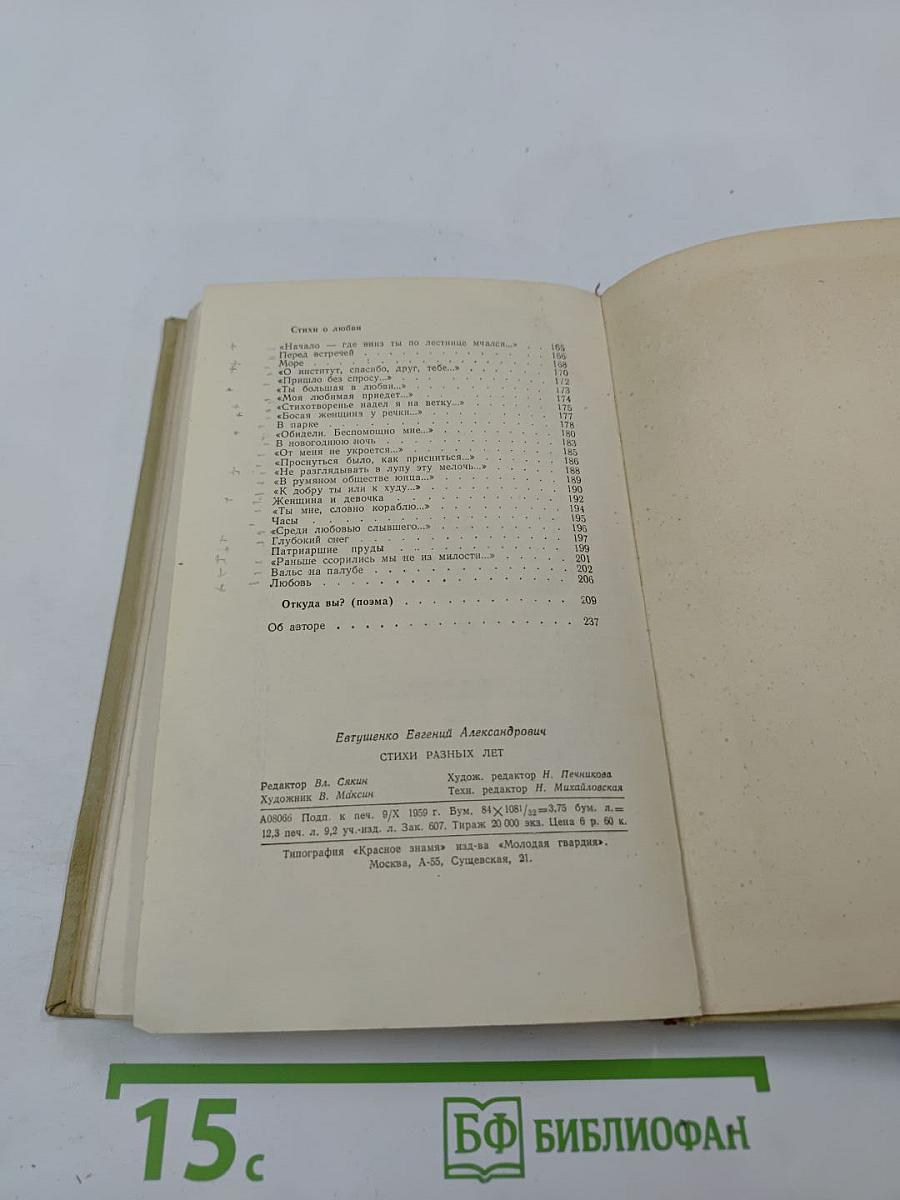 Стихи о любви
«Начало — где вниз ты по лестнице мчался...» . . 165
Перед встречей . . . . . . . . . . . . 166
Море . . . . . . . . . . . . . . 168
«О институт, спасибо, друг, тебе...» . . . . . . 170
«Пришло без спросу...» . . . . . . . . . . 172
«Ты большая в любви...» . . . . . . . . . 173
«Моя любимая приедет...» . . . . . . . . . 174
«Стихотворенье надел я на ветку...» . . . . . . 175
«Босая женщина у речки...» . . . . . . . . 177
В парке . . . . . . . . . . . . . . 178
«Обидели. Беспомощно мне...» . . . . . . . . 180
В новогоднюю ночь . . . . . . . . . . . 183
«От меня не укроется...» . . . . . . . . . 185
«Проснуться было, как присниться...» . . . . . 186
«Не разглядывать в лупу эту мелочь...» . . . . 188
«В румяном обществе юнца...» . . . . . . . 189
«К добру ты или к худу...» . . . . . . . . 190
Женщина и девочка . . . . . . . . . . . 192
«Ты мне, словно кораблю...» . . . . . . . . 194
Часы . . . . . . . . . . . . . . . 195
«Среди любовью слывшего...» . . . . . . . . 196
Глубокий снег . . . . . . . . . . . . . 197
Патриаршие пруды . . . . . . . . . . . 199
«Раньше ссорились мы не из милости...» . . . . 201
Вальс на палубе . . . . . . . . . . . . 202
Любовь . . . . . . . . . . . . . . 206
Откуда вы? (поэма) . . . . . . . . . . . 209
Об авторе . . . . . . . . . . . . . . 237
Евтушенко Евгений Александрович
СТИХИ РАЗНЫХ ЛЕТ
Редактор Вл. Сякин Худож. редактор Н. Печникова
Художник В. Максин Техн. редактор Н. Михайловская
А08066 Подп. к печ. 9/X 1959 г. Бум. 84×1081/32=3,75 бум. л.=
12,3 печ. л. 9,2 уч.-изд. л. Зак. 607. Тираж 20 000 экз. Цена 6 р. 60 к.
Типография «Красное знамя» изд-ва «Молодая гвардия».
Москва, А-55, Сущевская, 21.
15 с
БФ БИБЛИОФАН